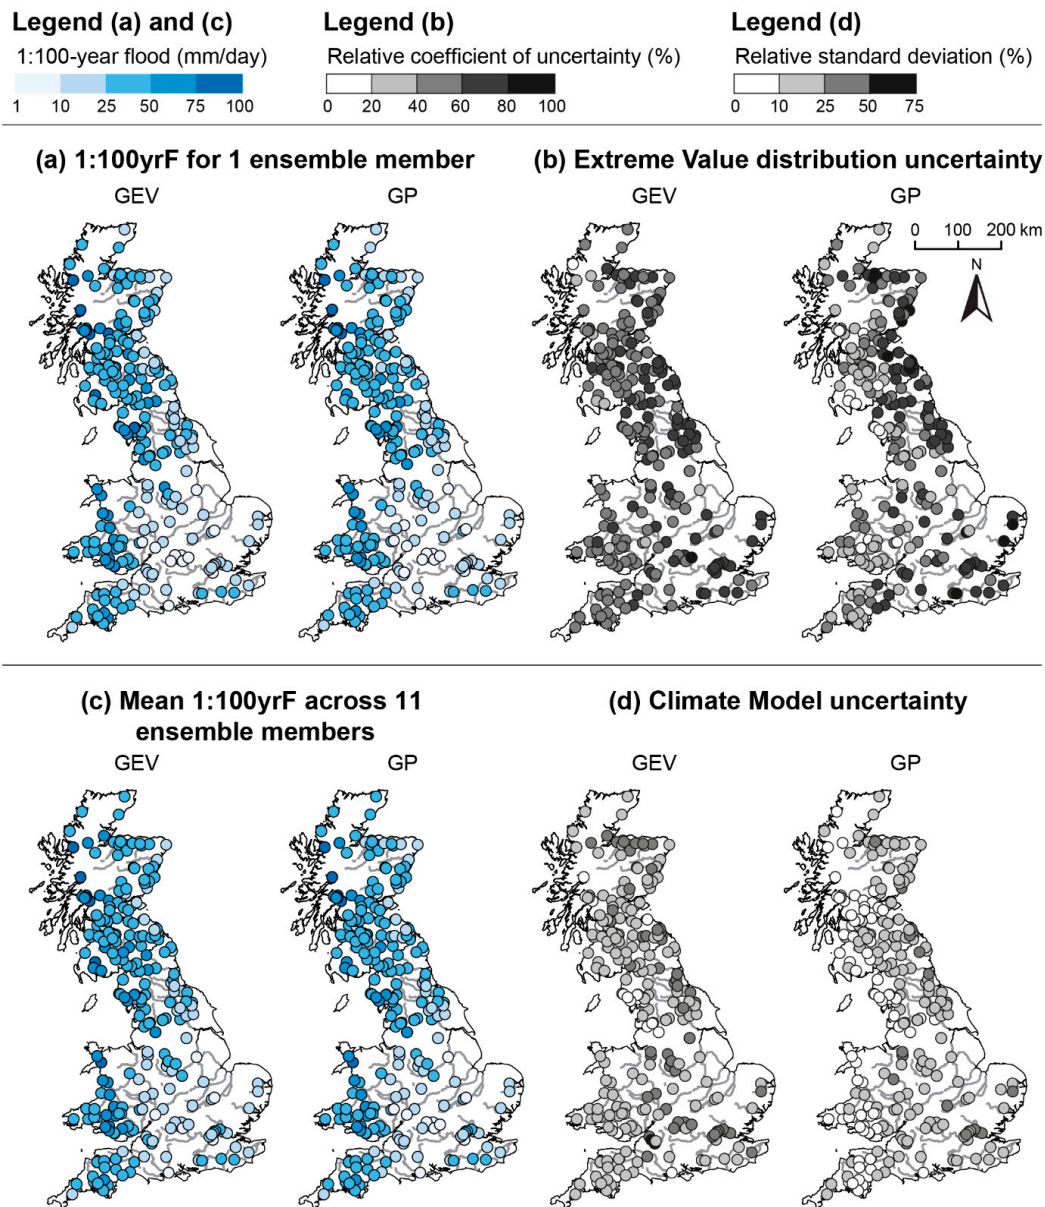 Legend (a) and (c)
1:100-year flood (mm/day)
1 10 25 50 75 100
Legend (b)
Relative coefficient of uncertainty (%)
0 20 40 60 80 100
Legend (d)
Relative standard deviation (%)
0 10 25 50 75
(a) 1:100yrF for 1 ensemble member
GEV GP
(b) Extreme Value distribution uncertainty
GEV GP
0 100 200 km
N
(c) Mean 1:100yrF across 11
ensemble members
GEV GP
(d) Climate Model uncertainty
GEV GP